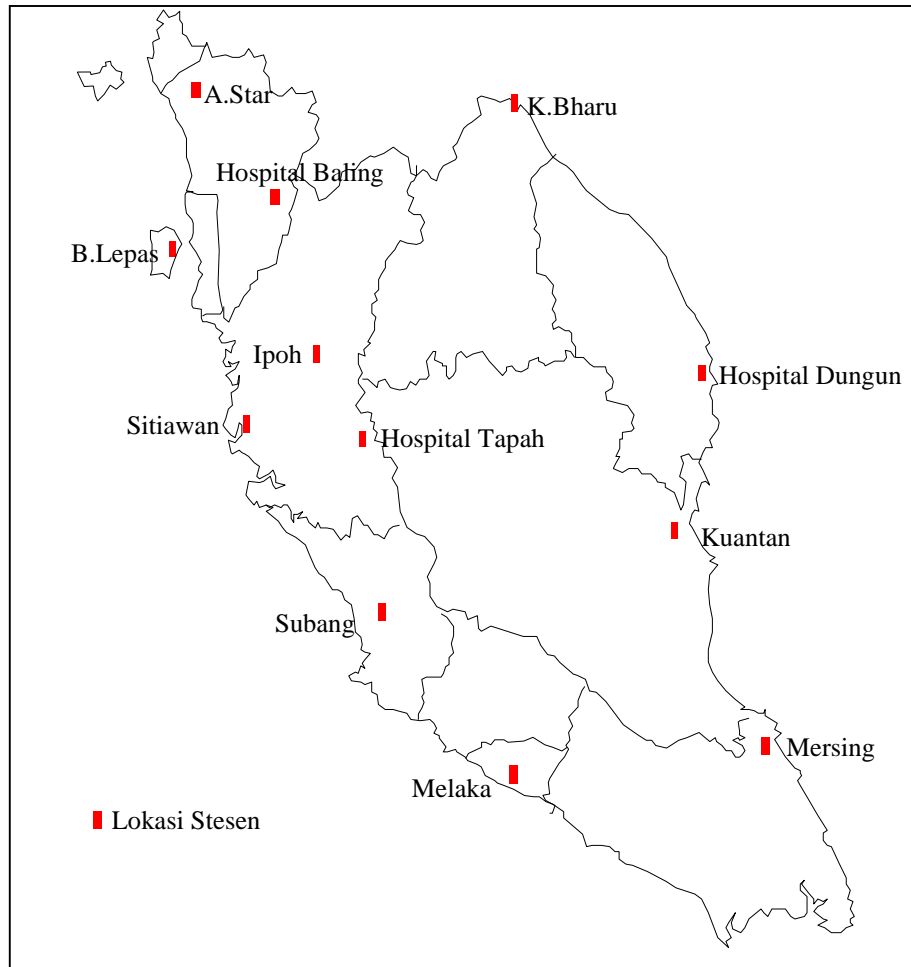 A.Star
K.Bharu
Hospital Baling
B.Lepas
Ipoh
Hospital Dungun
Sitiawan
Hospital Tapah
Kuantan
Subang
Mersing
Melaka
Lokasi Stesen